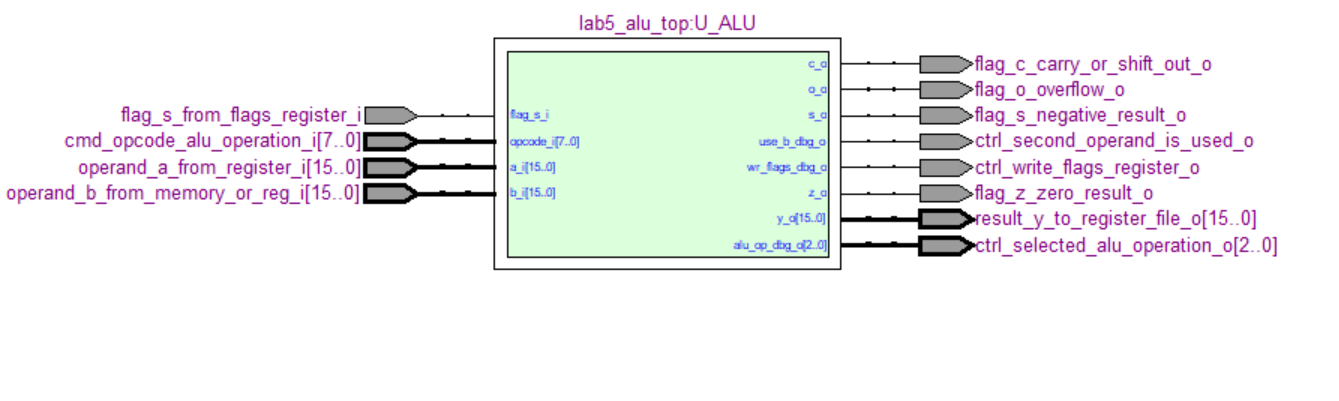 lab5_alu_top:U_ALU
flag_s_from_flags_register_i
cmd_opcode_alu_operation_i[7..0]
operand_a_from_register_i[15..0]
operand_b_from_memory_or_reg_i[15..0]
flag_s_i
opcode_i[7..0]
a_i[15..0]
b_i[15..0]
c_o
o_o
s_o
use_b_dbg_o
wr_flags_dbg_o
z_o
y_o[15..0]
alu_op_dbg_o[2..0]
flag_c_carry_or_shift_out_o
flag_o_overflow_o
flag_s_negative_result_o
ctrl_second_operand_is_used_o
ctrl_write_flags_register_o
flag_z_zero_result_o
result_y_to_register_file_o[15..0]
ctrl_selected_alu_operation_o[2..0]